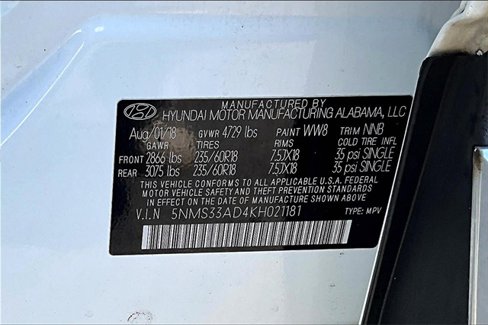 MANUFACTURED BY
HYUNDAI MOTOR MANUFACTURING ALABAMA, LLC
Aug/01/18 GVWR 4729 lbs PAINT WW8 TRIM NNB
GAWR TIRES RIMS COLD TIRE INFL
FRONT 2866 lbs 235/60R18 7.5JX18 35 psi SINGLE
REAR 3075 lbs 235/60R18 7.5JX18 35 psi SINGLE
THIS VEHICLE CONFORMS TO ALL APPLICABLE U.S.A. FEDERAL
MOTOR VEHICLE SAFETY AND THEFT PREVENTION STANDARDS
IN EFFECT ON THE DATE OF MANUFACTURE SHOWN ABOVE.
V.I.N 5NMS33AD4KH021181 TYPE: MPV